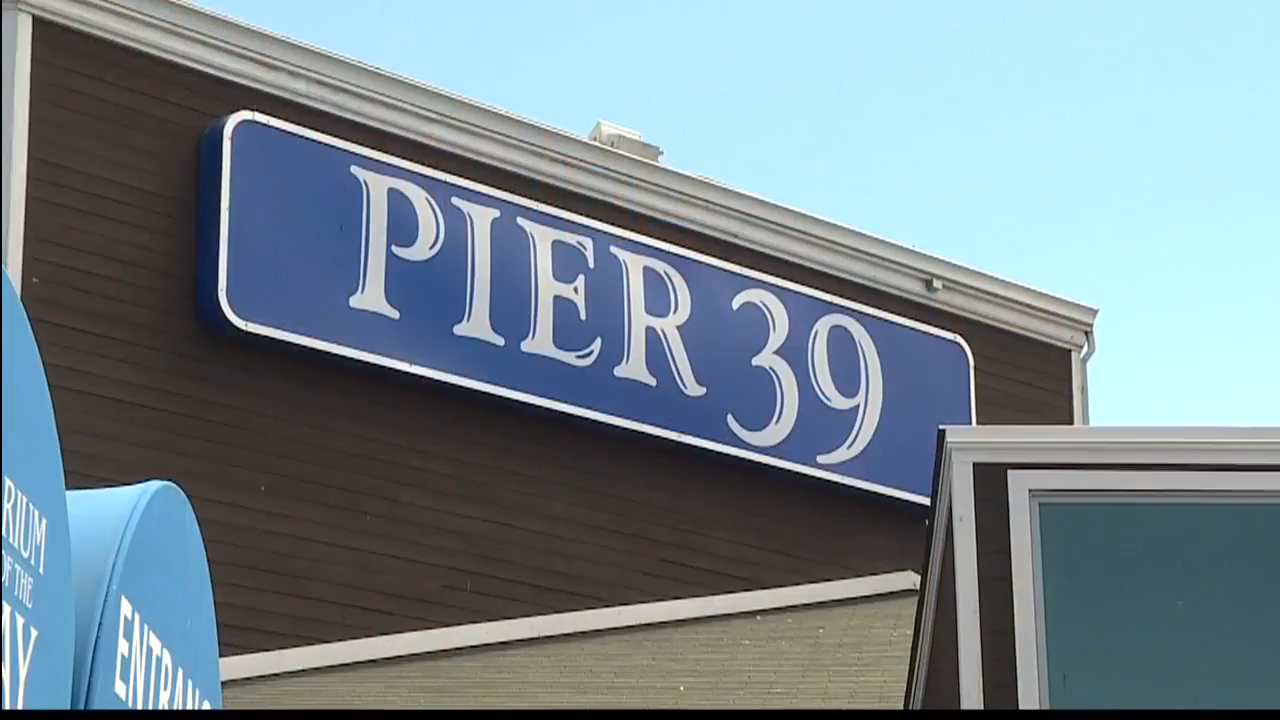 PIER 39
RIUM
OF THE
AY
ENTRAN